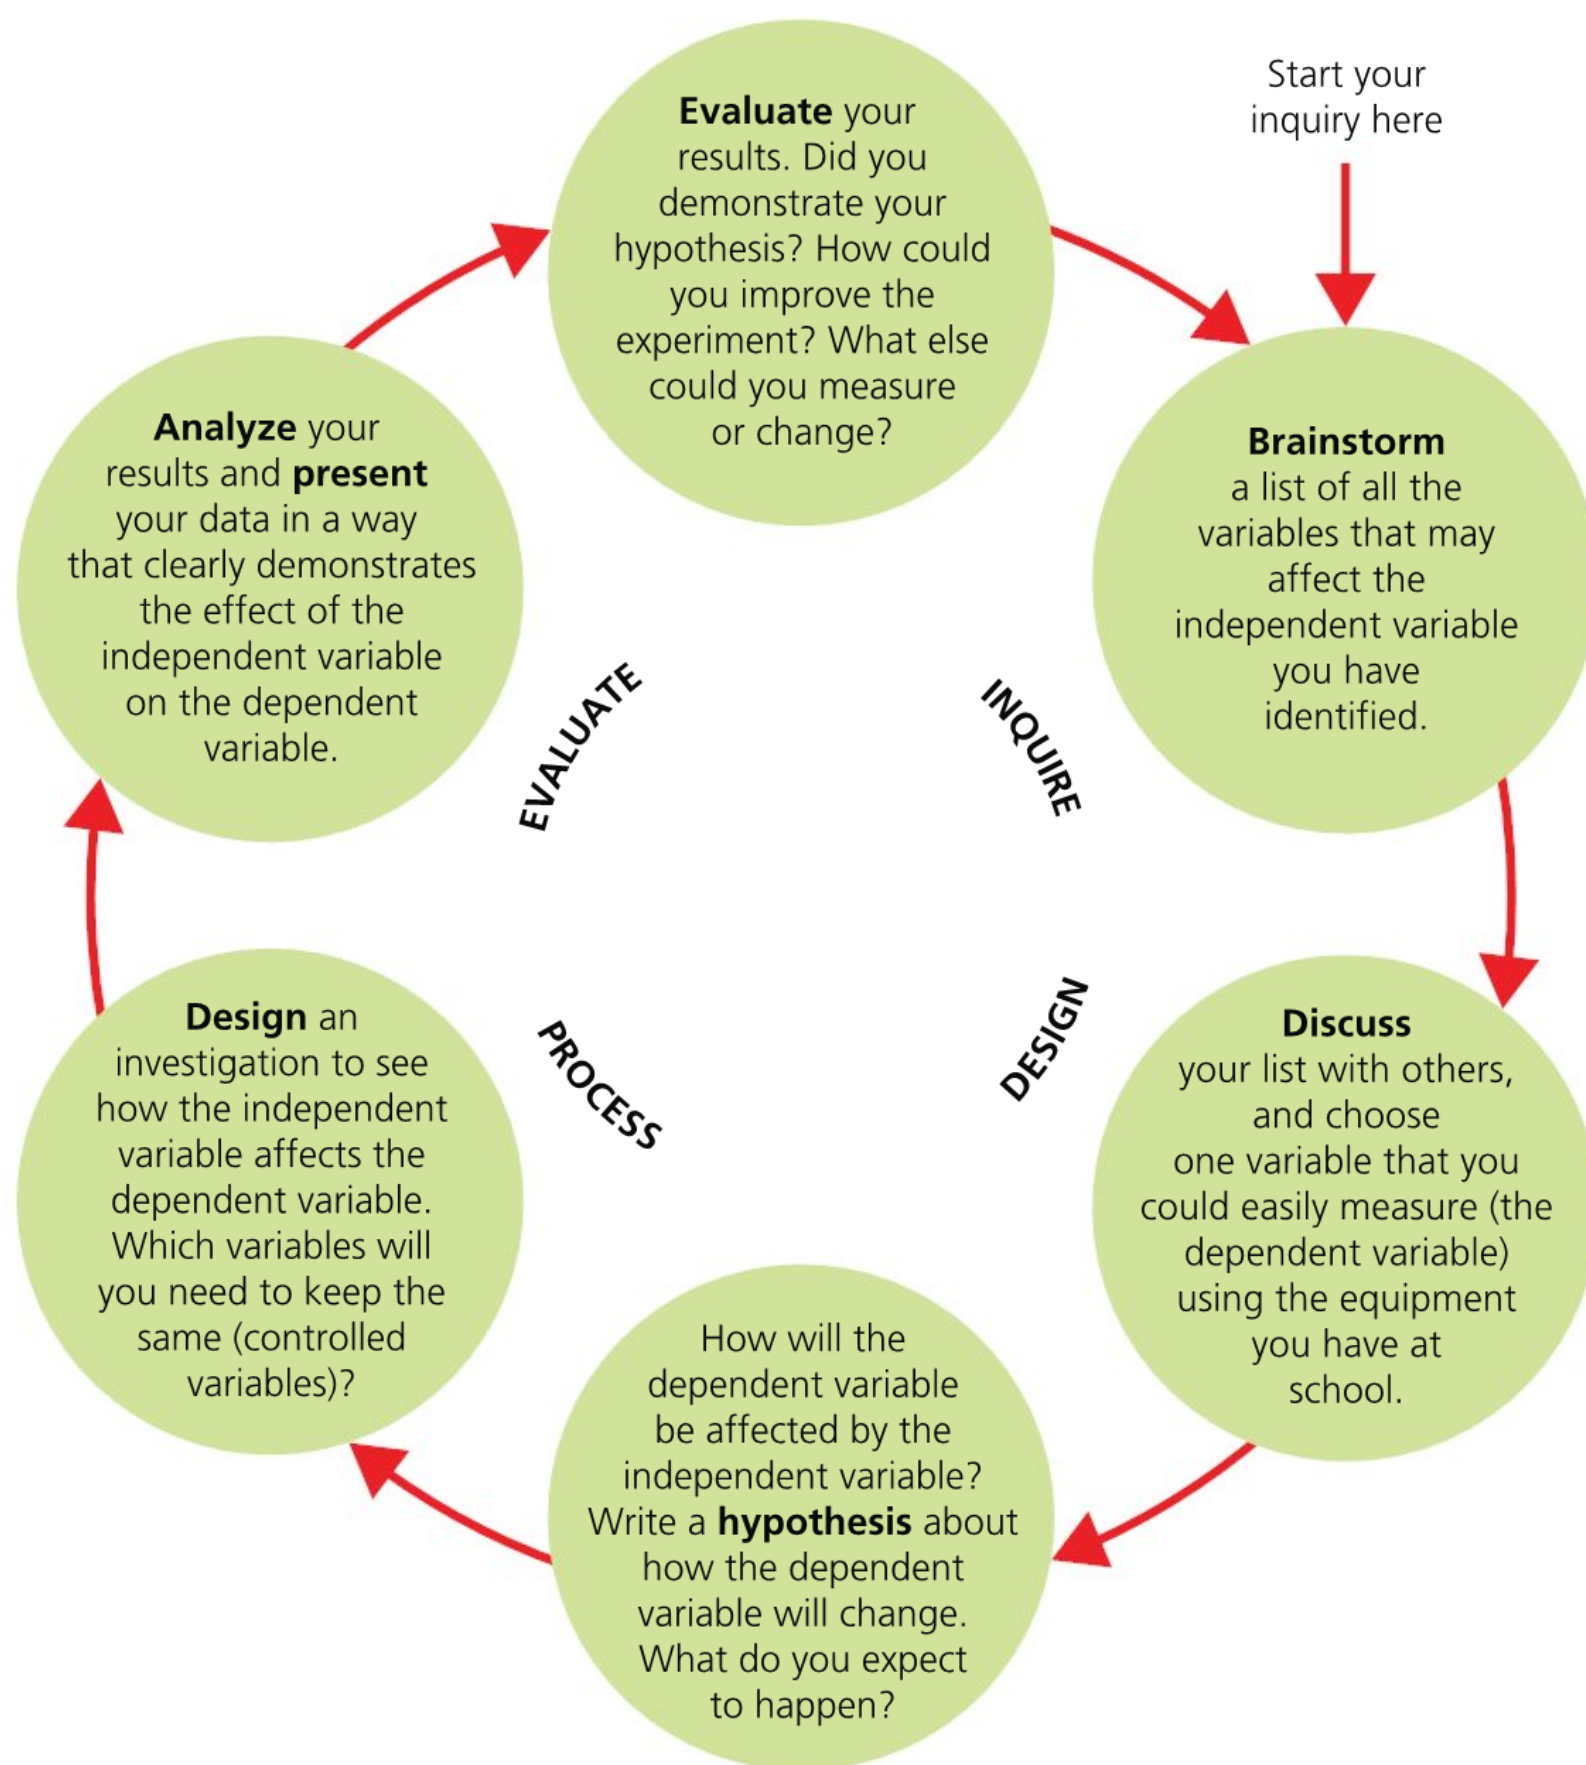 Start your
inquiry here
Brainstorm
a list of all the
variables that may
affect the
independent variable
you have
identified.
Discuss
your list with others,
and choose
one variable that you
could easily measure (the
dependent variable)
using the equipment
you have at
school.
How will the
dependent variable
be affected by the
independent variable?
Write a hypothesis about
how the dependent
variable will change.
What do you expect
to happen?
Design an
investigation to see
how the independent
variable affects the
dependent variable.
Which variables will
you need to keep the
same (controlled
variables)?
Analyze your
results and present
your data in a way
that clearly demonstrates
the effect of the
independent variable
on the dependent
variable.
Evaluate your
results. Did you
demonstrate your
hypothesis? How could
you improve the
experiment? What else
could you measure
or change?
INQUIRE
DESIGN
PROCESS
EVALUATE